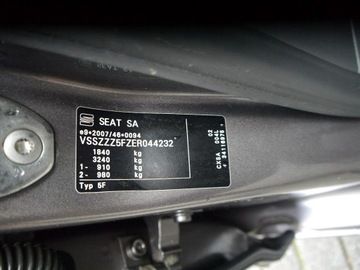 SEAT SA
e9*2007/46*0094
VSSZZZ5FZER044232
1840 kg
3240 kg
1- 910 kg
2- 980 kg
Typ 5F